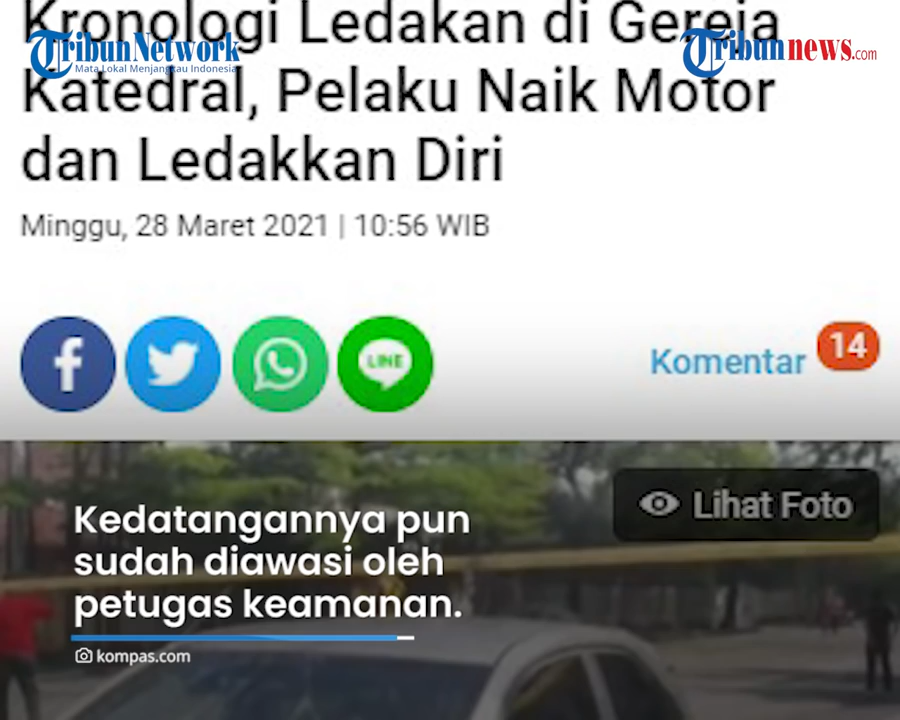 Kronologi Ledakan di Gereja
TribunNetwork
Mata Lokal Menjangkau Indonesia
Tribunnews.com
Katedral, Pelaku Naik Motor
dan Ledakkan Diri
Minggu, 28 Maret 2021 | 10:56 WIB
f
LINE
Komentar 14
Lihat Foto
Kedatangannya pun
sudah diawasi oleh
petugas keamanan.
kompas.com